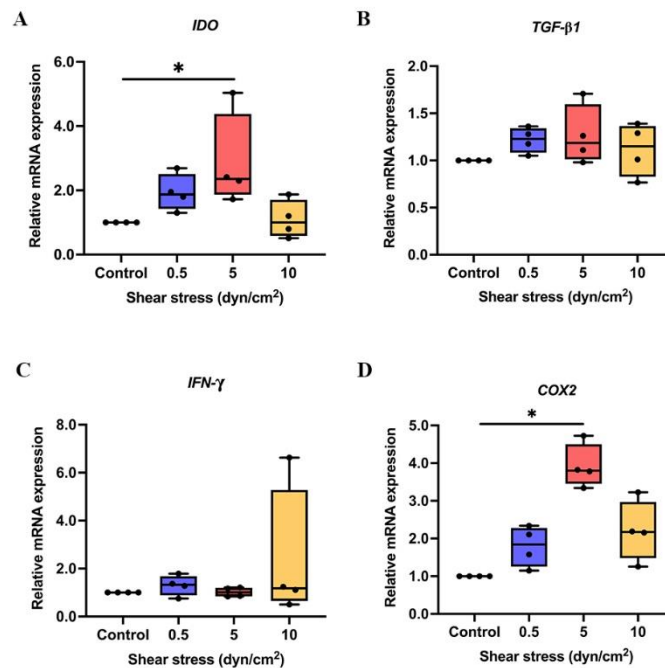 A
IDO
*
Relative mRNA expression
6.0
4.0
2.0
0.0
Control 0.5 5 10
Shear stress (dyn/cm²)
B
TGF-β1
Relative mRNA expression
2.0
1.5
1.0
0.5
0.0
Control 0.5 5 10
Shear stress (dyn/cm²)
C
IFN-γ
Relative mRNA expression
8.0
6.0
4.0
2.0
0.0
Control 0.5 5 10
Shear stress (dyn/cm²)
D
COX2
*
Relative mRNA expression
5.0
4.0
3.0
2.0
1.0
0.0
Control 0.5 5 10
Shear stress (dyn/cm²)